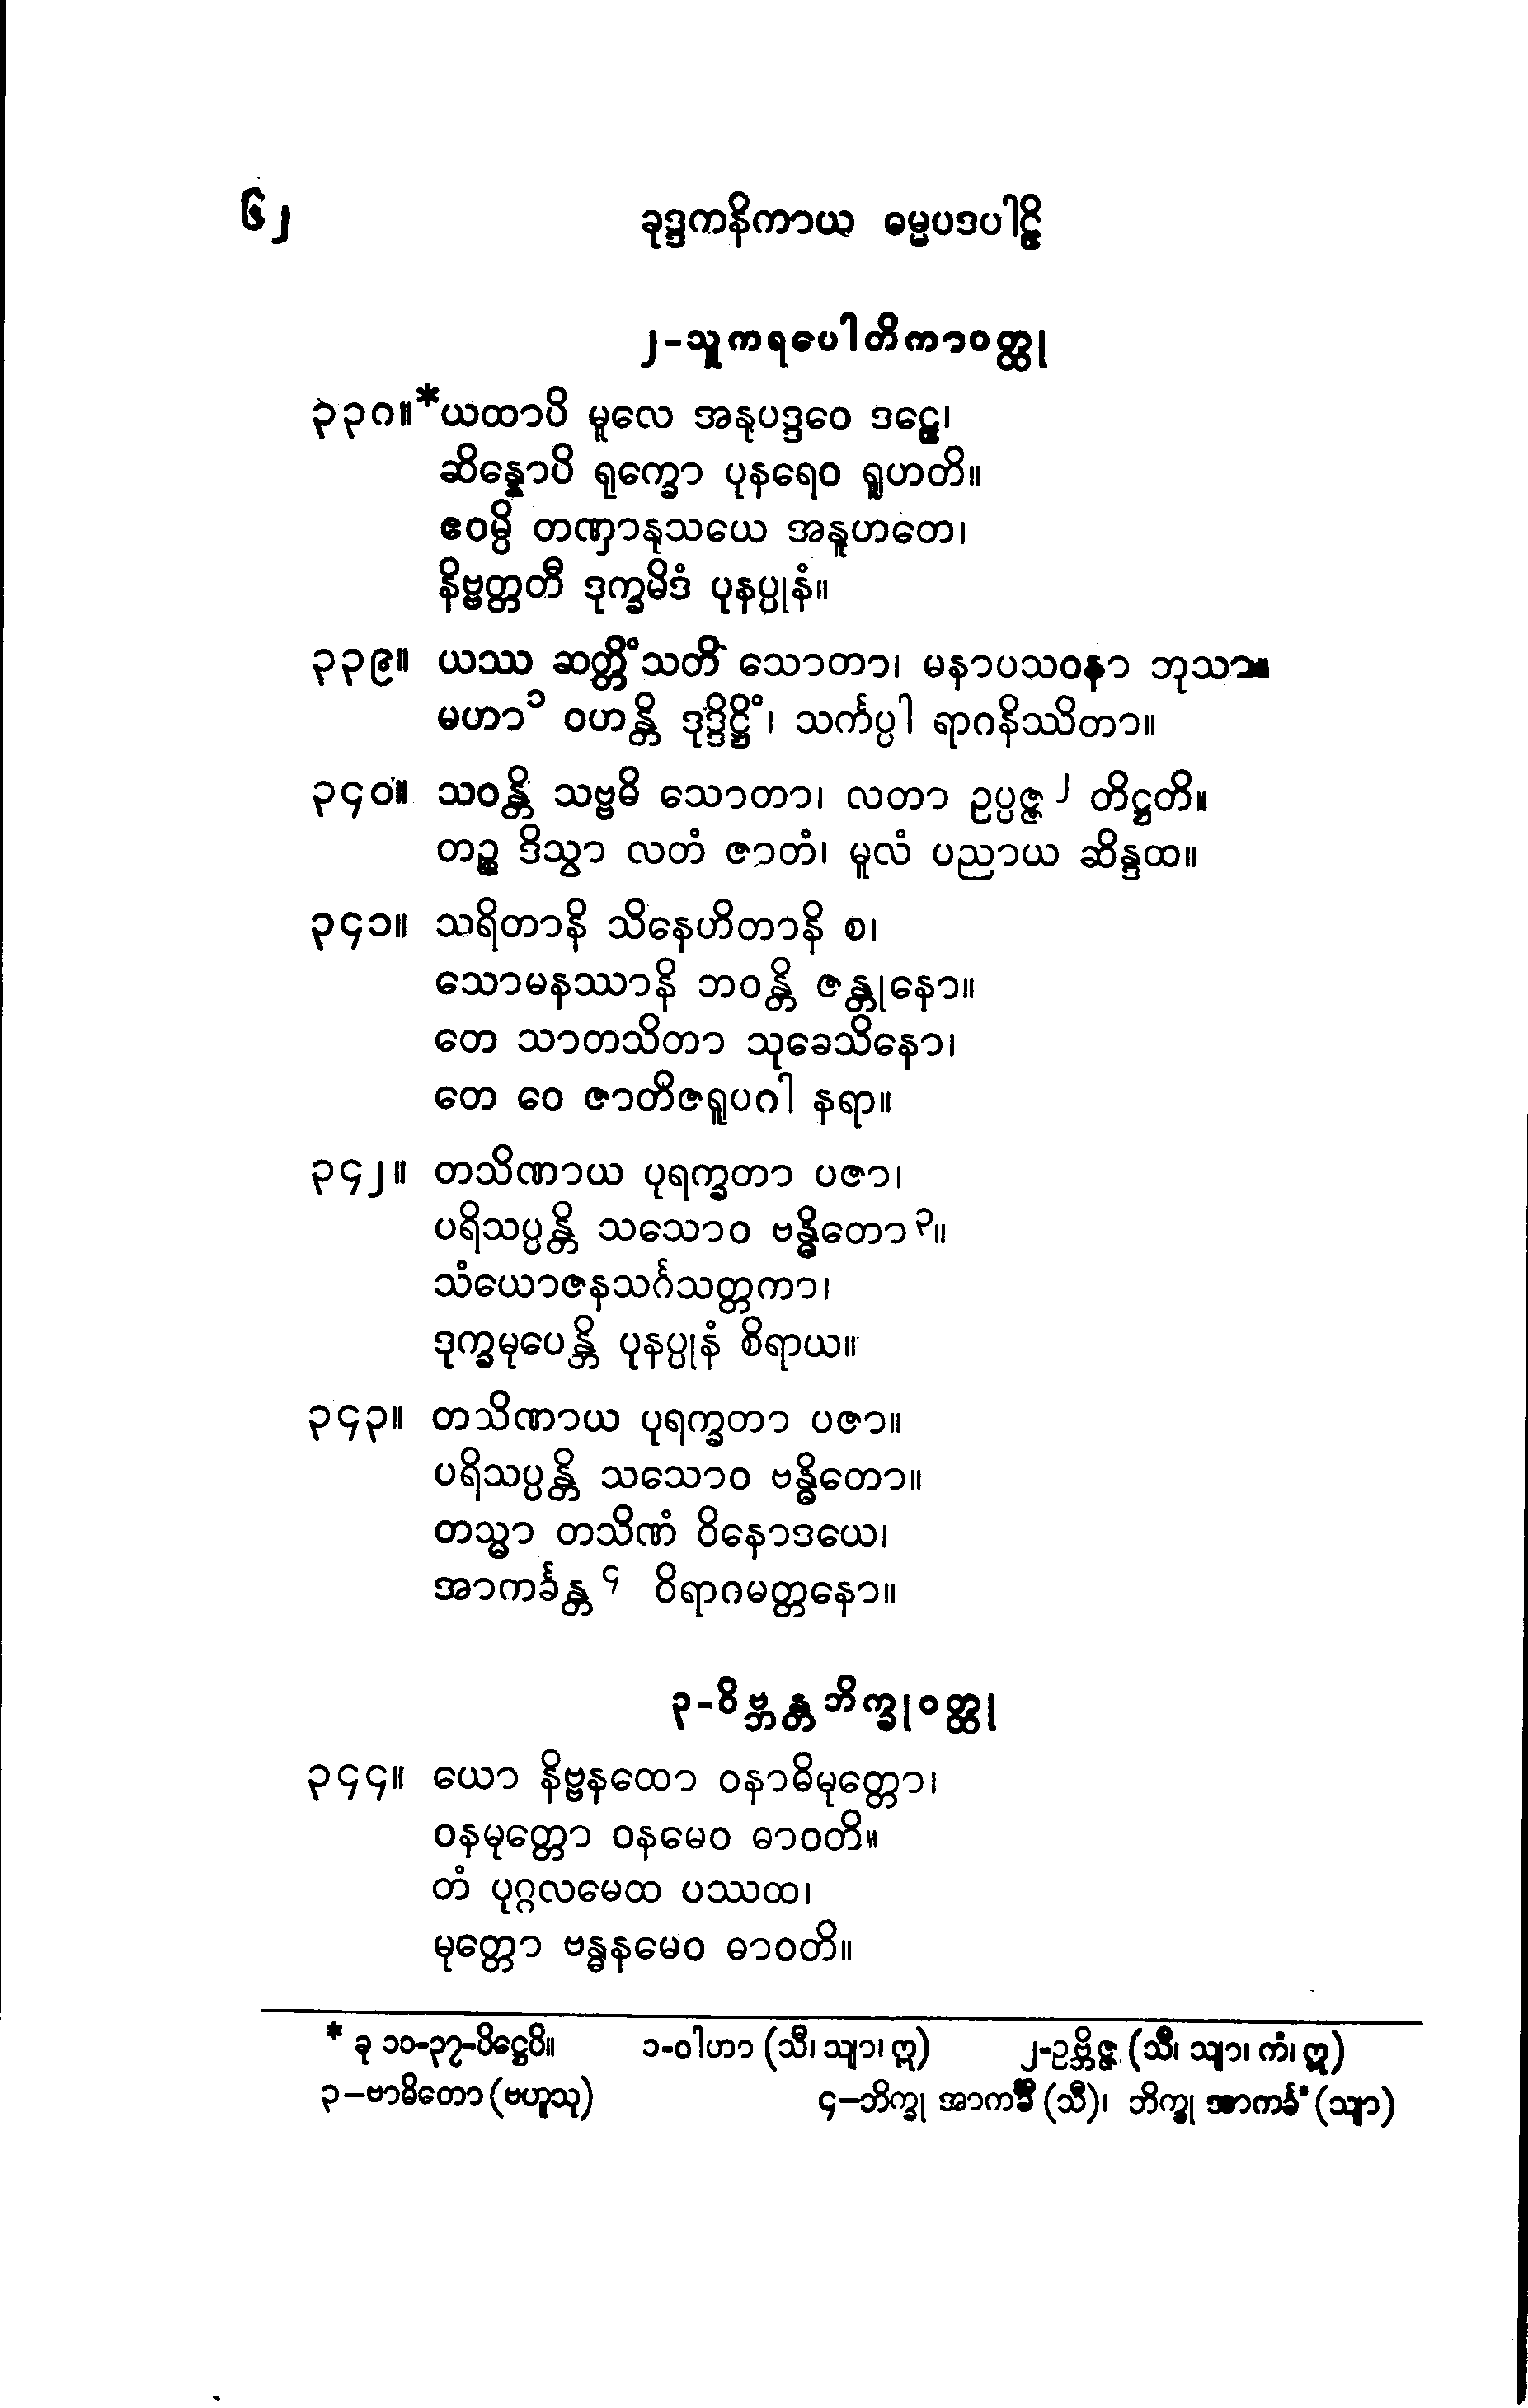 ၆၂ ခုဒ္ဒကနိကာယ ဓမ္မပဒပါဠိ
၂-သူကရပေါတိကာဝတ္ထု
၃၃၈။ *ယထာပိ မူလေ အနုပဒ္ဒဝေ ဒဠှေ၊
ဆိန္နောပိ ရုက္ခော ပုနရေဝ ရူဟတိ။
ဧဝမ္ပိ တဏှာနုသယေ အနူဟတေ၊
နိဗ္ဗတ္တတီ ဒုက္ခမိဒံ ပုနပ္ပုနံ။
၃၃၉။ ယဿ ဆတ္တိံသတိ သောတာ၊ မနာပသဝနာ ဘုသာ။
မဟာ၁ ဝဟန္တိ ဒုဒ္ဒိဋ္ဌိံ၊ သင်္ကပ္ပါ ရာဂနိဿိတာ။
၃၄၀။ သဝန္တိ သဗ္ဗဓိ သောတာ၊ လတာ ဥပ္ပဇ္ဇ၂ တိဋ္ဌတိ။
တဉ္စ ဒိသွာ လတံ ဇာတံ၊ မူလံ ပညာယ ဆိန္ဒထ။
၃၄၁။ သရိတာနိ သိနေဟိတာနိ စ၊
သောမနဿာနိ ဘဝန္တိ ဇန္တုနော။
တေ သာတသိတာ သုခေသိနော၊
တေ ဝေ ဇာတိဇရူပဂါ နရာ။
၃၄၂။ တသိဏာယ ပုရက္ခတာ ပဇာ၊
ပရိသပ္ပန္တိ သသောဝ ဗန္ဓိတော၃။
သံယောဇနသင်္ဂသတ္တကာ၊
ဒုက္ခမုပေန္တိ ပုနပ္ပုနံ စိရာယ။
၃၄၃။ တသိဏာယ ပုရက္ခတာ ပဇာ။
ပရိသပ္ပန္တိ သသောဝ ဗန္ဓိတော။
တသ္မာ တသိဏံ ဝိနောဒယေ၊
အာကင်္ခန္တ၄ ဝိရာဂမတ္တနော။
၃-ဝိဗ္ဘန္တဘိက္ခုဝတ္ထု
၃၄၄။ ယော နိဗ္ဗနထော ဝနာဓိမုတ္တော၊
ဝနမုတ္တော ဝနမေဝ ဓာဝတိ။
တံ ပုဂ္ဂလမေထ ပဿထ၊
မုတ္တော ဗန္ဓနမေဝ ဓာဝတိ။
* ခု ၁၀-၃၇-ပိဋ္ဌေပိ။ ၁-ဝါဟာ (သီ၊ သျာ၊ ဣ) ၂-ဥဗ္ဘိဇ္ဇ (သီ၊ သျာ၊ ကံ၊ ဣ)
၃-ဗာဓိတော (ဗဟူသု) ၄-ဘိက္ခု အာကင်္ခီ (သီ)၊ ဘိက္ခု အာကင်္ခံ (သျာ)